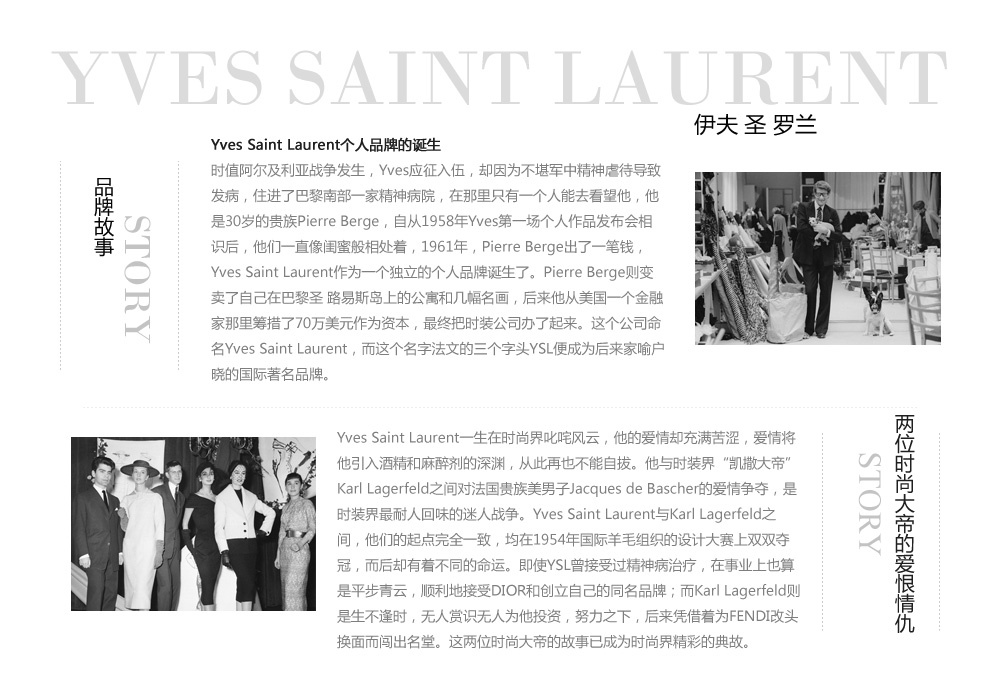 YVES SAINT LAURENT
伊夫 圣 罗兰
品牌故事
STORY
Yves Saint Laurent个人品牌的诞生
时值阿尔及利亚战争发生，Yves应征入伍，却因为不堪军中精神虐待导致
发病，住进了巴黎南部一家精神病院，在那里只有一个人能去看望他，他
是30岁的贵族Pierre Berge，自从1958年Yves第一场个人作品发布会相
识后，他们一直像闺蜜般相处着，1961年，Pierre Berge出了一笔钱，
Yves Saint Laurent作为一个独立的个人品牌诞生了。Pierre Berge则变
卖了自己在巴黎圣 路易斯岛上的公寓和几幅名画，后来他从美国一个金融
家那里筹措了70万美元作为资本，最终把时装公司办了起来。这个公司命
名Yves Saint Laurent，而这个名字法文的三个字头YSL便成为后来家喻户
晓的国际著名品牌。
Yves Saint Laurent一生在时尚界叱咤风云，他的爱情却充满苦涩，爱情将
他引入酒精和麻醉剂的深渊，从此再也不能自拔。他与时装界“凯撒大帝”
Karl Lagerfeld之间对法国贵族美男子Jacques de Bascher的爱情争夺，是
时装界最耐人回味的迷人战争。Yves Saint Laurent与Karl Lagerfeld之
间，他们的起点完全一致，均在1954年国际羊毛组织的设计大赛上双双夺
冠，而后却有着不同的命运。即使YSL曾接受过精神病治疗，在事业上也算
是平步青云，顺利地接受DIOR和创立自己的同名品牌；而Karl Lagerfeld则
是生不逢时，无人赏识无人为他投资，努力之下，后来凭借着为FENDI改头
换面而闯出名堂。这两位时尚大帝的故事已成为时尚界精彩的典故。
两位时尚大帝的爱恨情仇
STORY